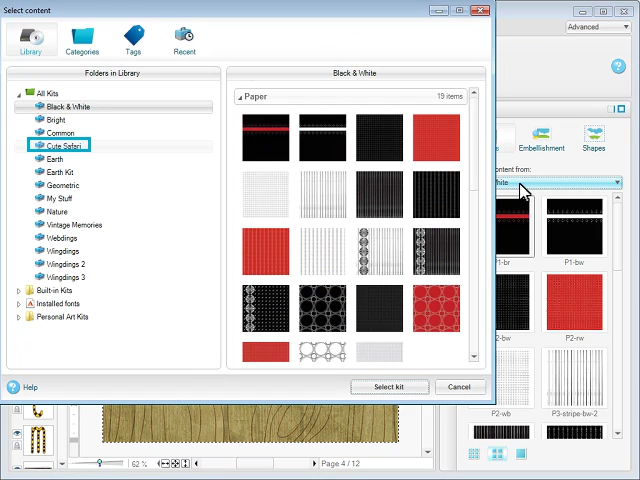 Select content
Advanced
Library
Categories
Tags
Recent
Folders in Library
Black & White
All Kits
Black & White
Bright
Common
Cute Safari
Earth
Earth Kit
Geometric
My Stuff
Nature
Vintage Memories
Webdings
Wingdings
Wingdings 2
Wingdings 3
Built-in Kits
Installed fonts
Personal Art Kits
Paper
19 items
Help
Select kit
Cancel
s
Embellishment
Shapes
content from:
White
P1-br
P1-bw
2-bw
P2-rw
P2-wb
P3-stripe-bw-2
62 %
Page 4 / 12